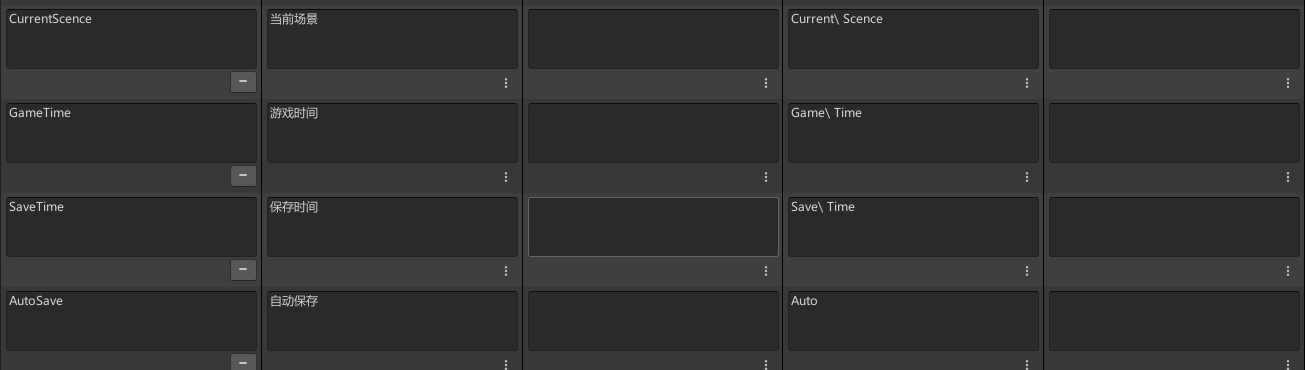 CurrentScence
当前场景
Current\ Scence
GameTime
游戏时间
Game\ Time
SaveTime
保存时间
Save\ Time
AutoSave
自动保存
Auto